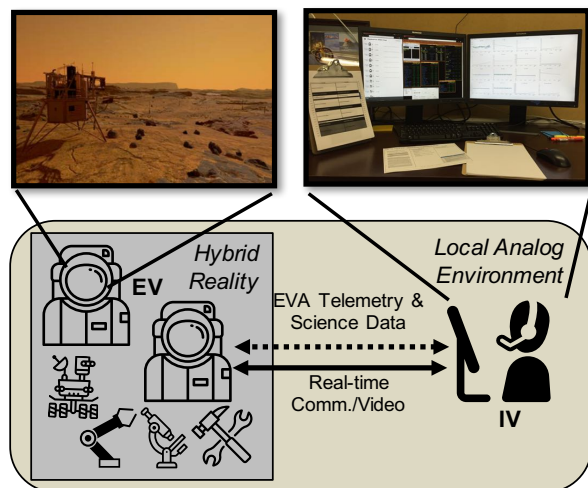 Hybrid
Reality
EV
Local Analog
Environment
EVA Telemetry &
Science Data
Real-time
Comm./Video
IV